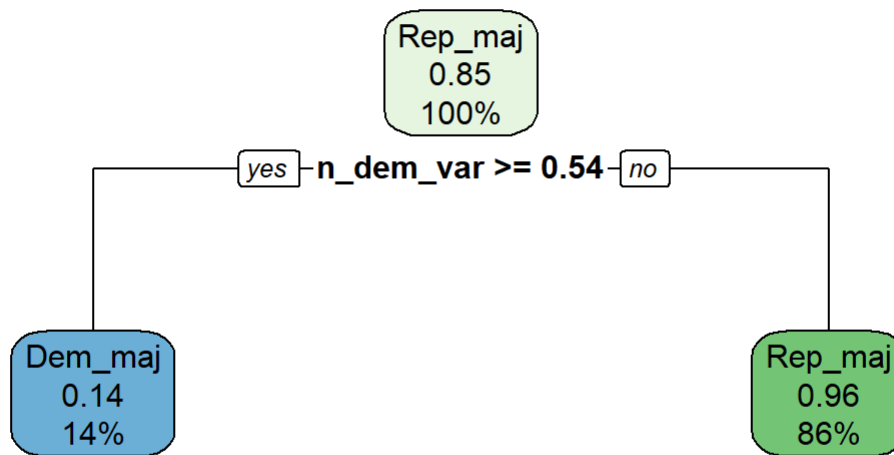 Rep_maj
0.85
100%
yes n_dem_var >= 0.54 no
Dem_maj
0.14
14%
Rep_maj
0.96
86%